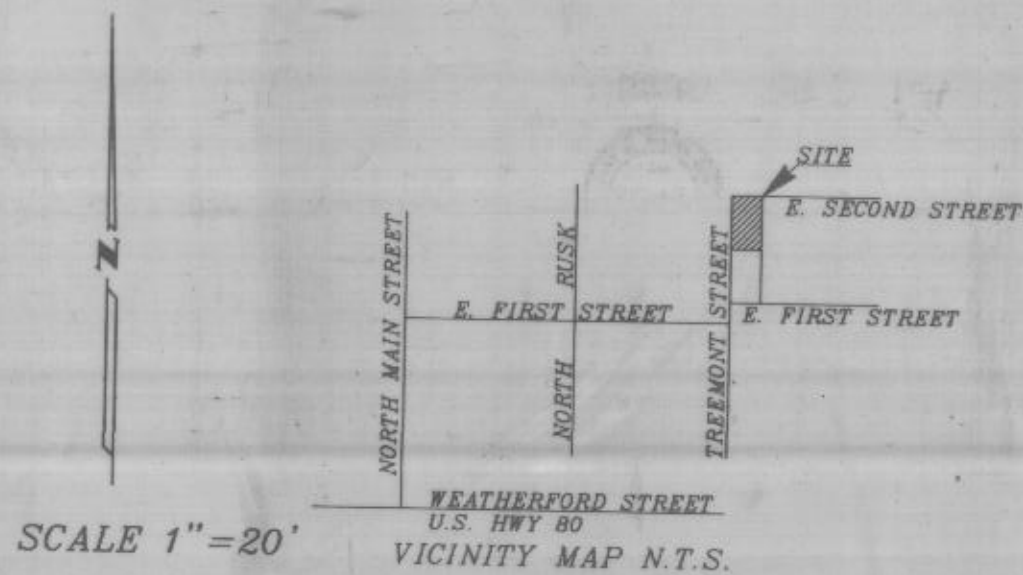 N
SITE
E. SECOND STREET
NORTH MAIN STREET
NORTH RUSK
TREEMONT STREET
E. FIRST STREET
E. FIRST STREET
WEATHERFORD STREET
U.S. HWY 80
SCALE 1"=20'
VICINITY MAP N.T.S.